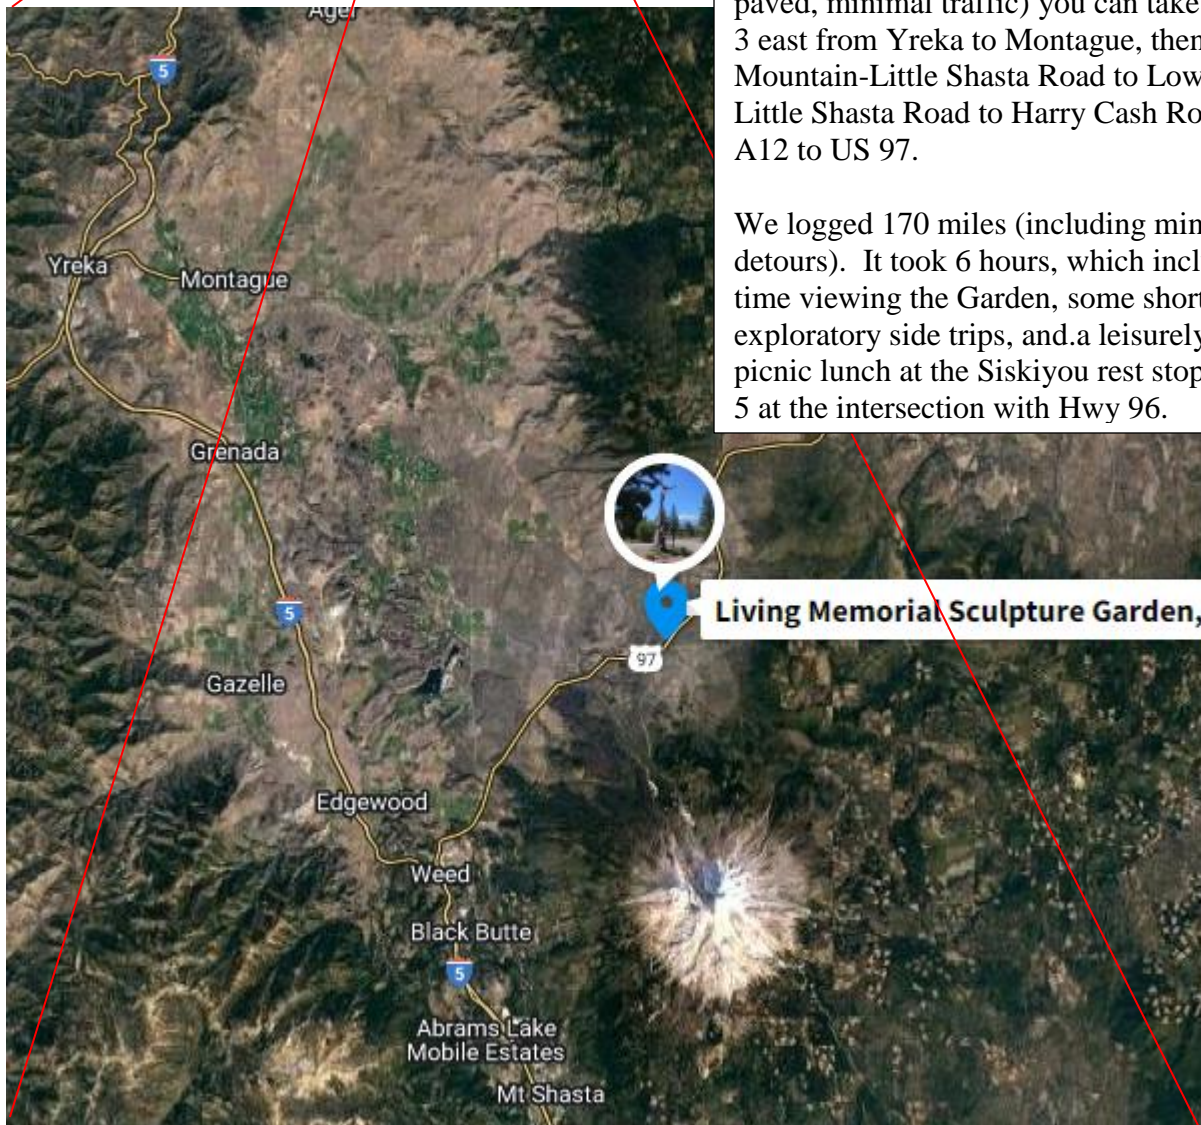 paved, minimal traffic) you can take
3 east from Yreka to Montague, then
Mountain-Little Shasta Road to Low
Little Shasta Road to Harry Cash Ro
A12 to US 97.
We logged 170 miles (including min
detours). It took 6 hours, which incl
time viewing the Garden, some short
exploratory side trips, and.a leisurely
picnic lunch at the Siskiyou rest stop
5 at the intersection with Hwy 96.
Ager
5
Yreka
Montague
Grenada
5
Living Memorial Sculpture Garden,
97
Gazelle
Edgewood
Weed
Black Butte
5
Abrams Lake
Mobile Estates
Mt Shasta